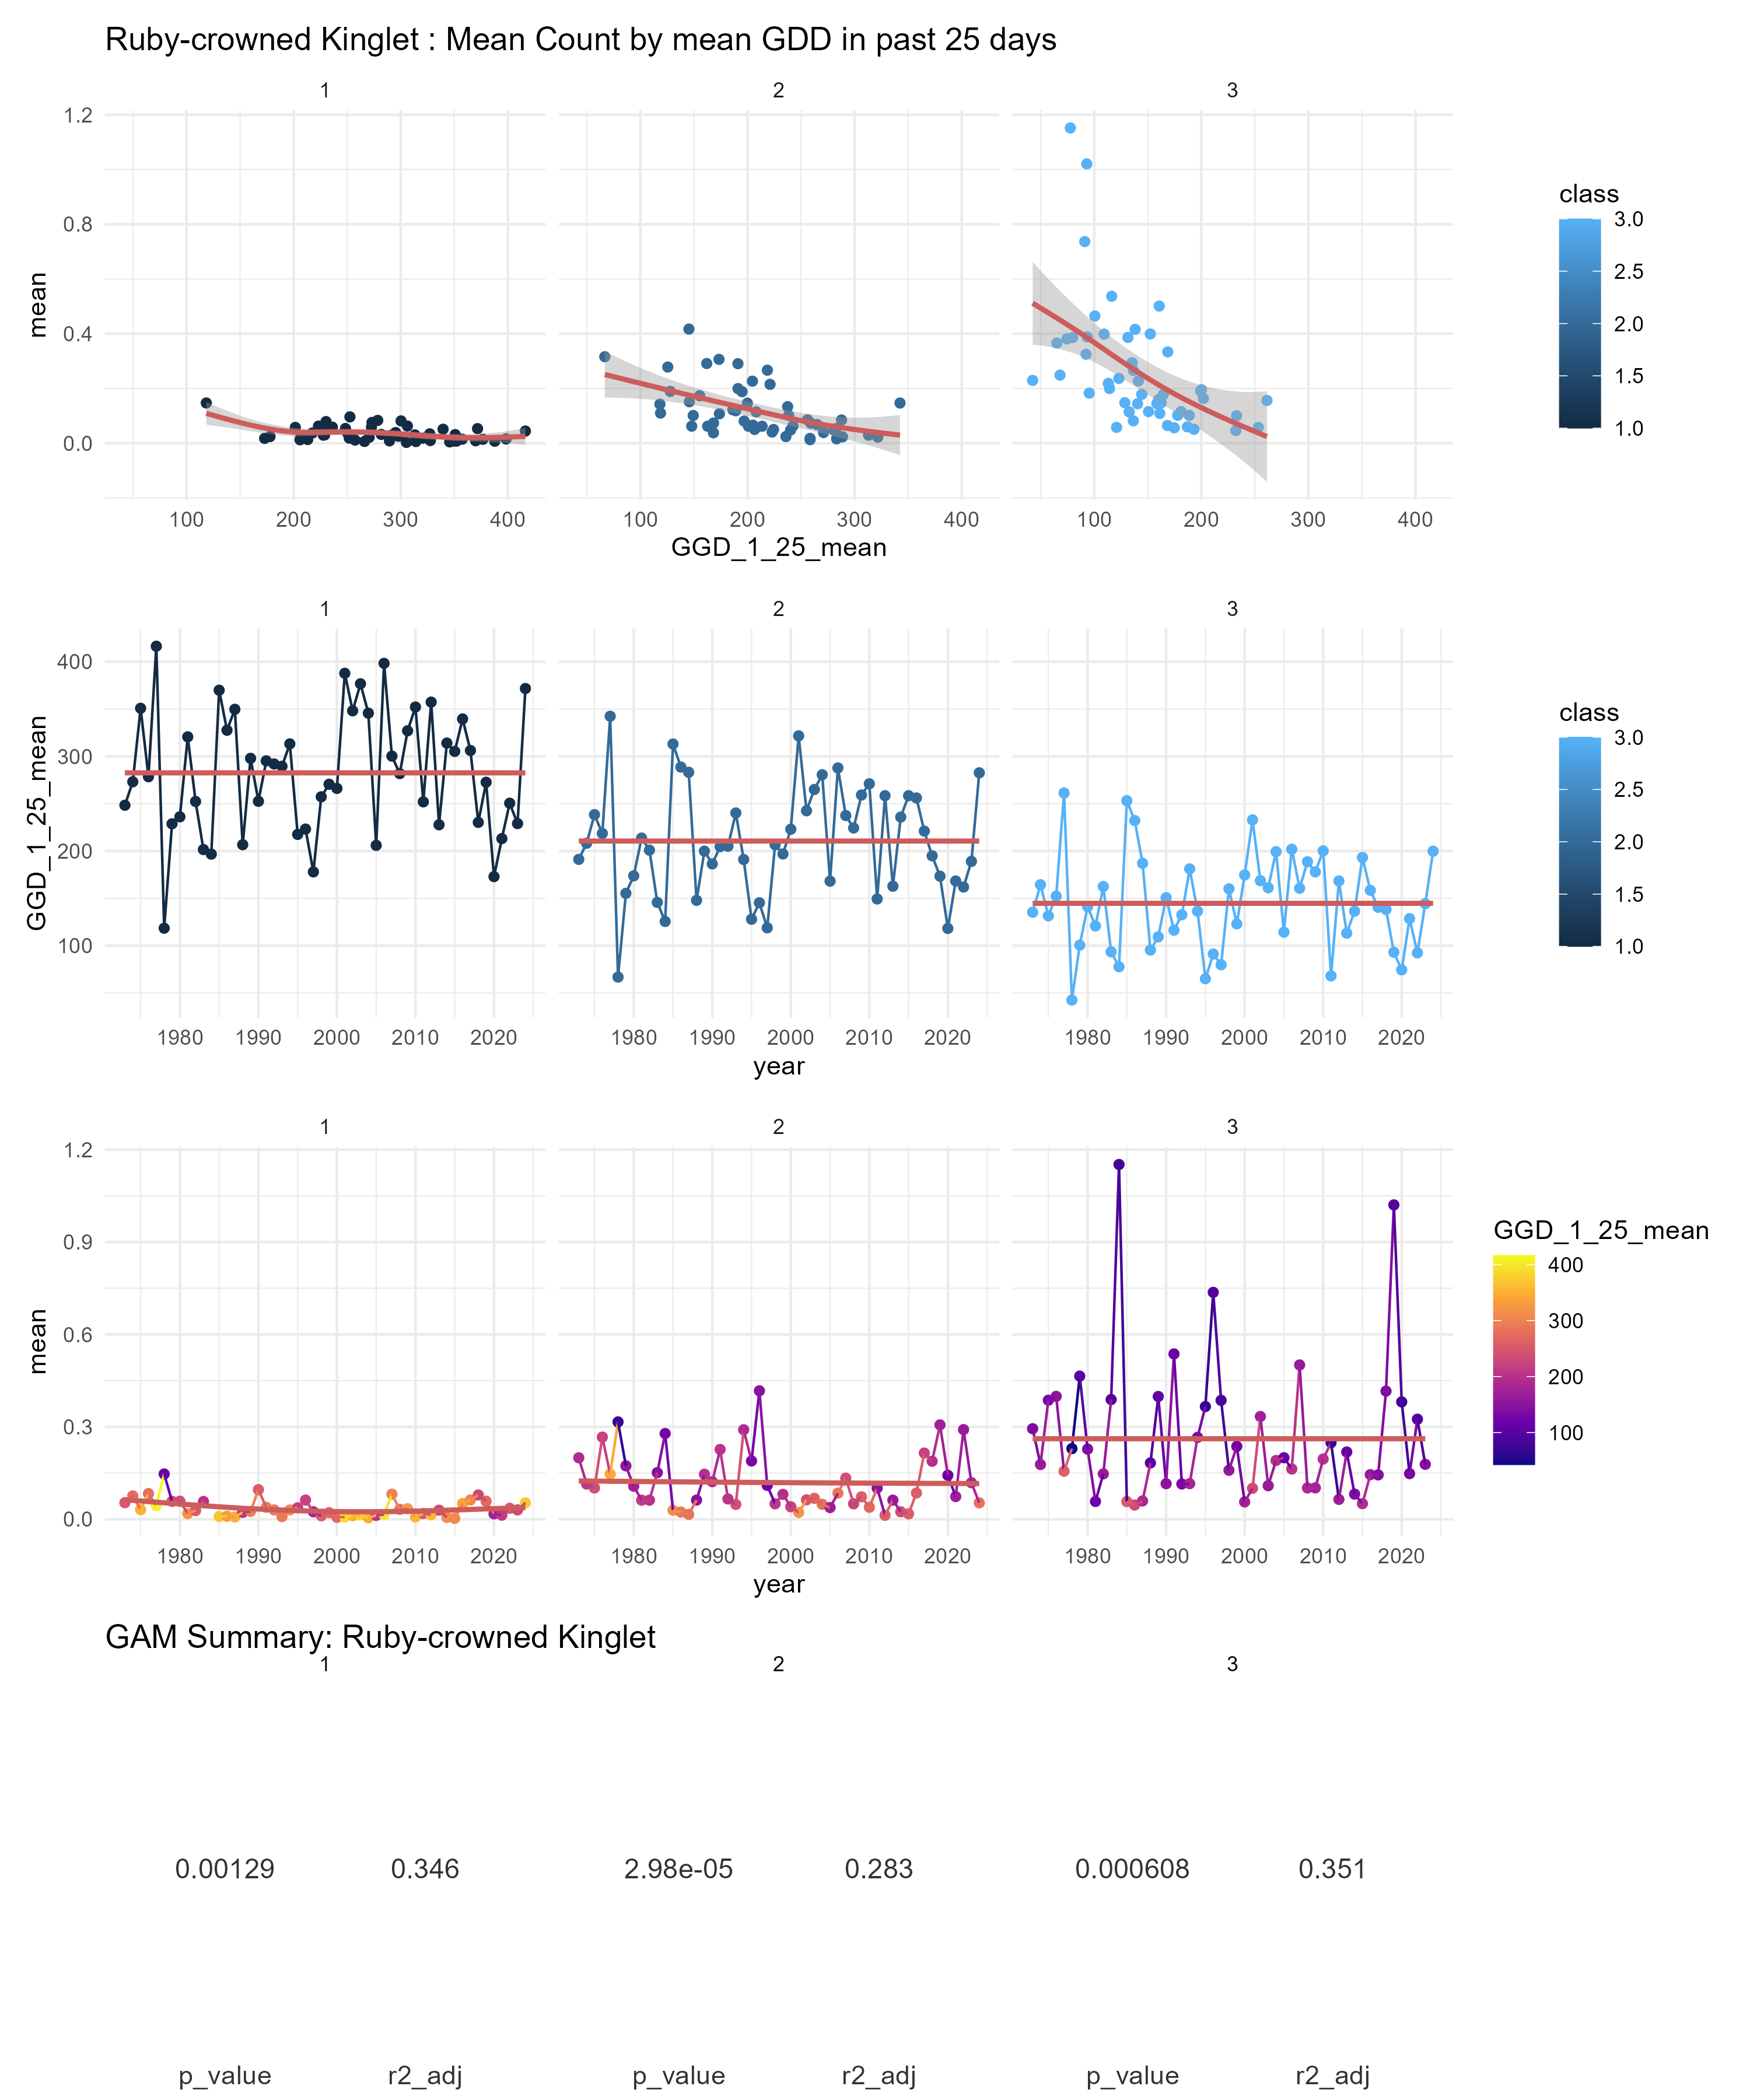 Ruby-crowned Kinglet : Mean Count by mean GDD in past 25 days
1 2 3
1.2
0.8
0.4
0.0
mean
100 200 300 400 100 200 300 400 100 200 300 400
GGD_1_25_mean
class
3.0
2.5
2.0
1.5
1.0
1 2 3
400
300
200
100
GGD_1_25_mean
1980 1990 2000 2010 2020 1980 1990 2000 2010 2020 1980 1990 2000 2010 2020
year
class
3.0
2.5
2.0
1.5
1.0
1 2 3
1.2
0.9
0.6
0.3
0.0
mean
1980 1990 2000 2010 2020 1980 1990 2000 2010 2020 1980 1990 2000 2010 2020
year
GGD_1_25_mean
400
300
200
100
GAM Summary: Ruby-crowned Kinglet
1 2 3
0.00129 0.346 2.98e-05 0.283 0.000608 0.351
p_value r2_adj p_value r2_adj p_value r2_adj